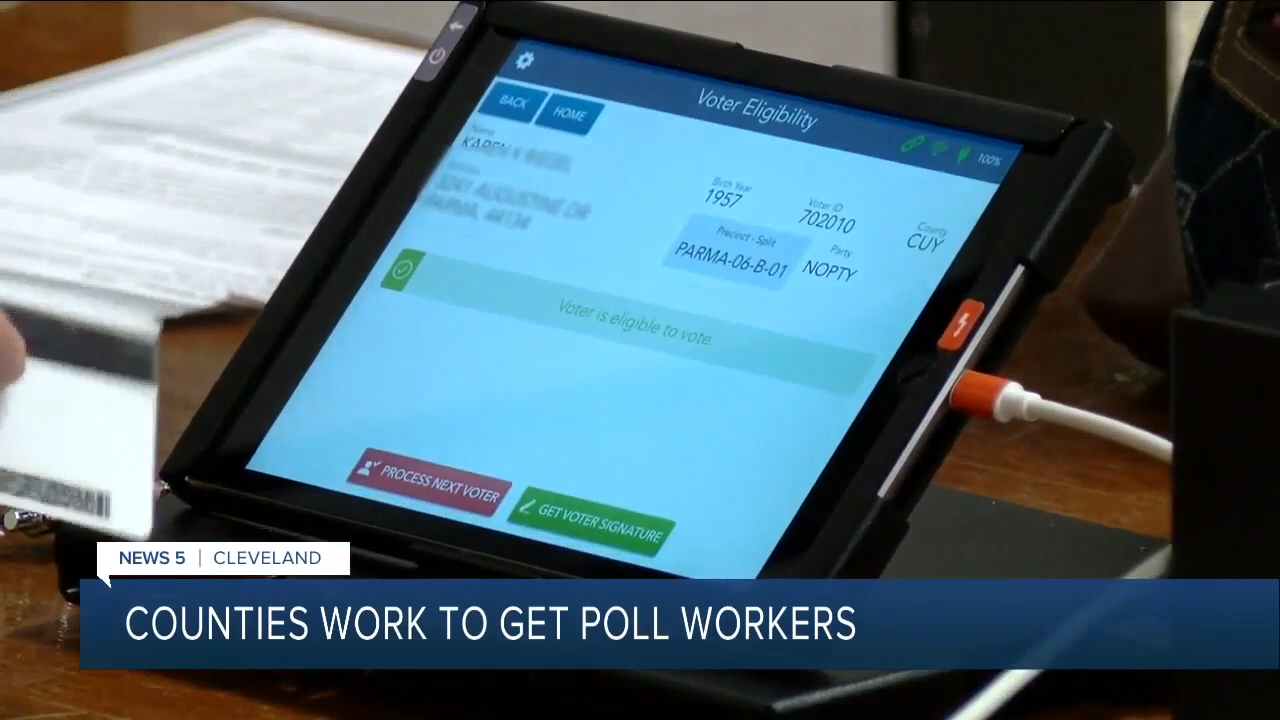 Voter Eligibility
BACK
HOME
100%
Name
Birth Year
1957
Voter ID
702010
County
CUY
Precinct - Split
PARMA-06-B-01
Party
NOPTY
Voter is eligible to vote.
PROCESS NEXT VOTER
GET VOTER SIGNATURE
NEWS 5 | CLEVELAND
COUNTIES WORK TO GET POLL WORKERS